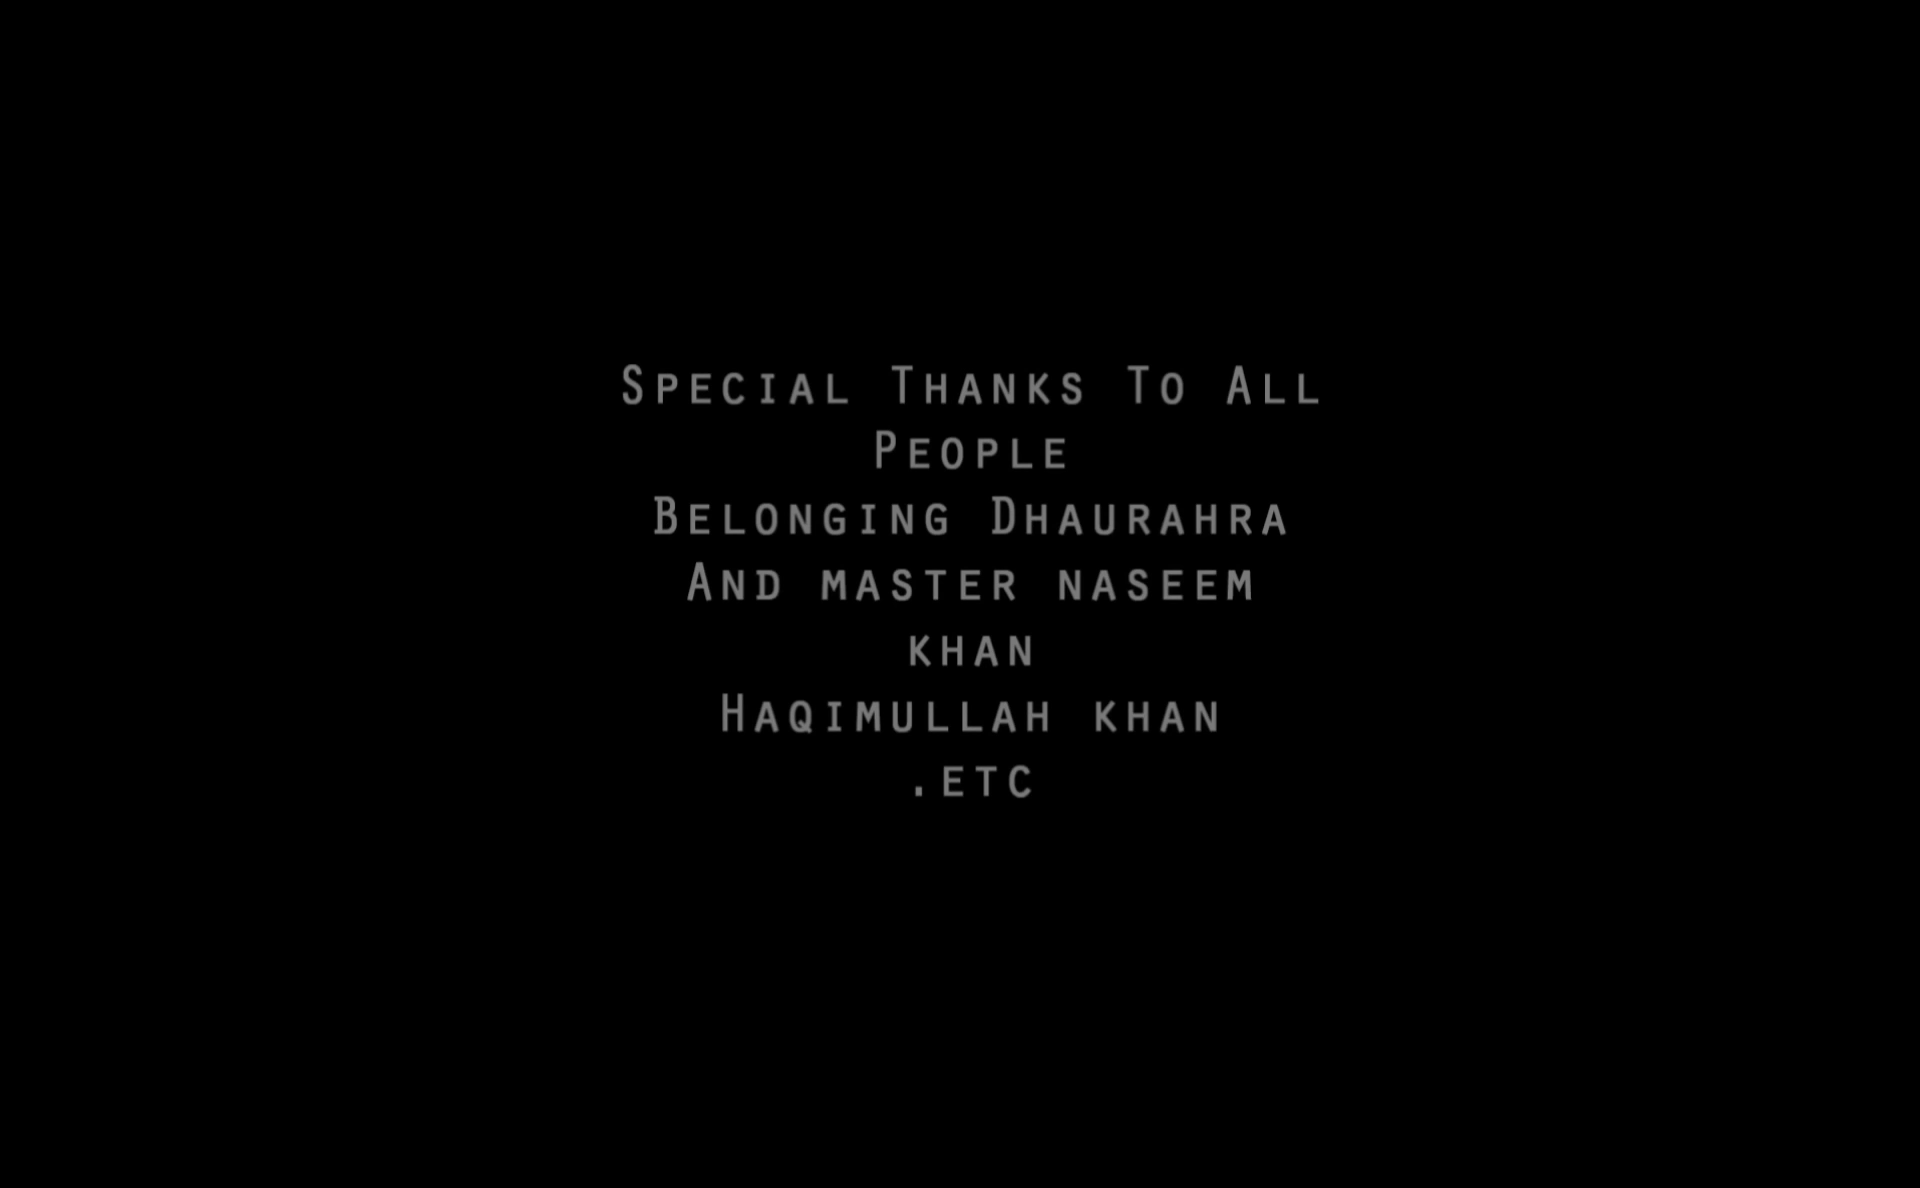 Special Thanks To All
People
Belonging Dhaurahra
And master naseem
khan
Haqimullah khan
.etc